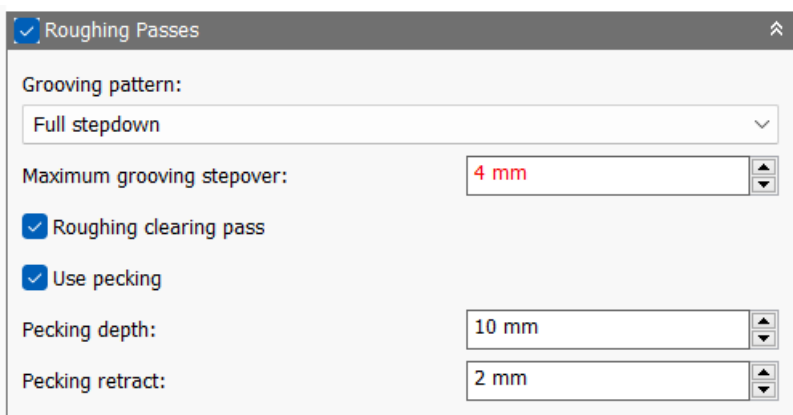 Roughing Passes
Grooving pattern:
Full stepdown
Maximum grooving stepover: 4 mm
Roughing clearing pass
Use pecking
Pecking depth: 10 mm
Pecking retract: 2 mm